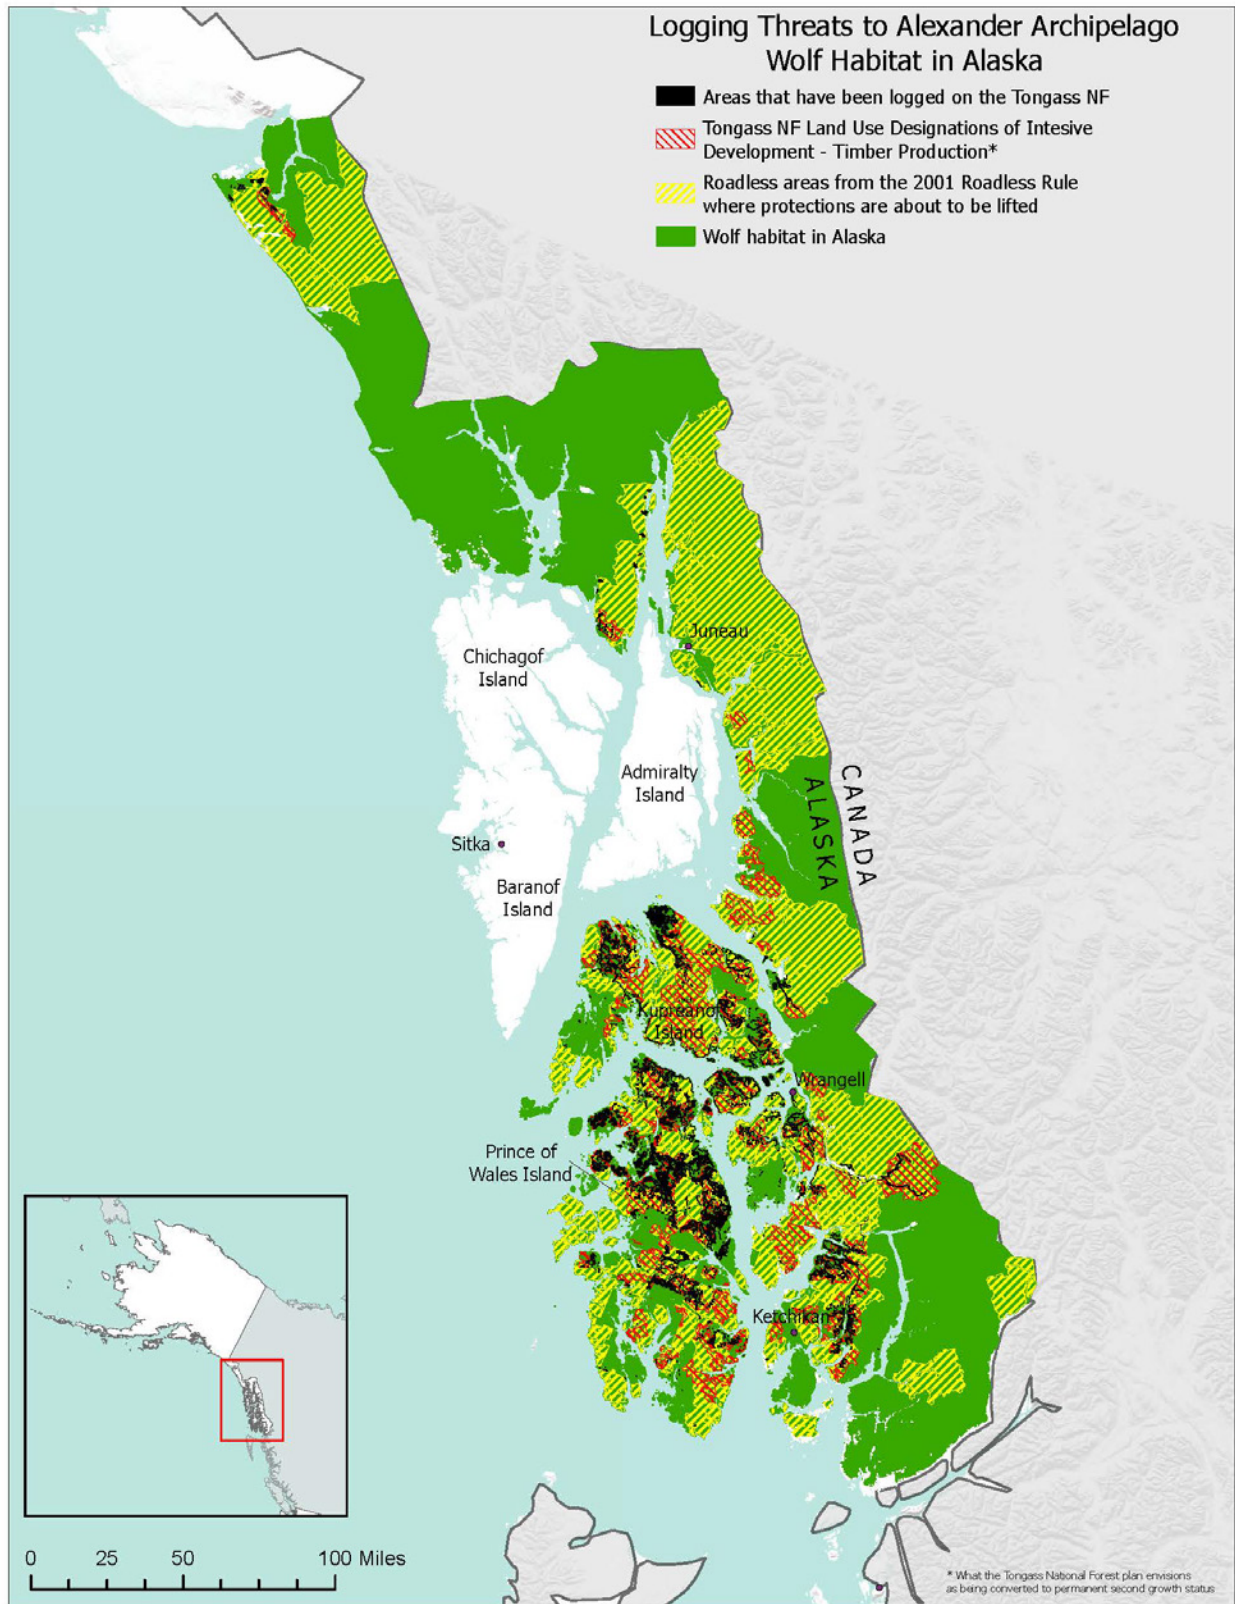 Logging Threats to Alexander Archipelago
Wolf Habitat in Alaska
Areas that have been logged on the Tongass NF
Tongass NF Land Use Designations of Intesive
Development - Timber Production*
Roadless areas from the 2001 Roadless Rule
where protections are about to be lifted
Wolf habitat in Alaska
Juneau
Chichagof
Island
Admiralty
Island
CANADA
ALASKA
Sitka
Baranof
Island
Kupreanof
Island
Wrangell
Prince of
Wales Island
Ketchikan
0 25 50 100 Miles
* What the Tongass National Forest plan envisions
as being converted to permanent second growth status